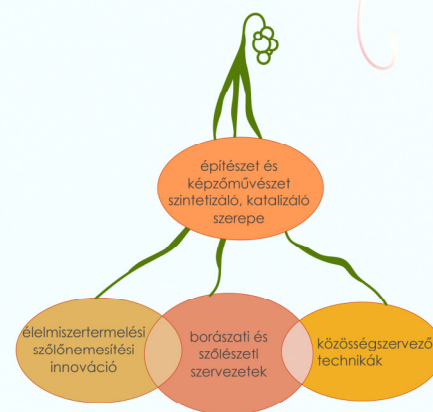 építészet és
képzőművészet
szintetizáló, katalizáló
szerepe
élelmiszertermelési
szőlőnemesítési
innováció
borászati és
szőlészetI
szervezetek
közösségszervező
technikák